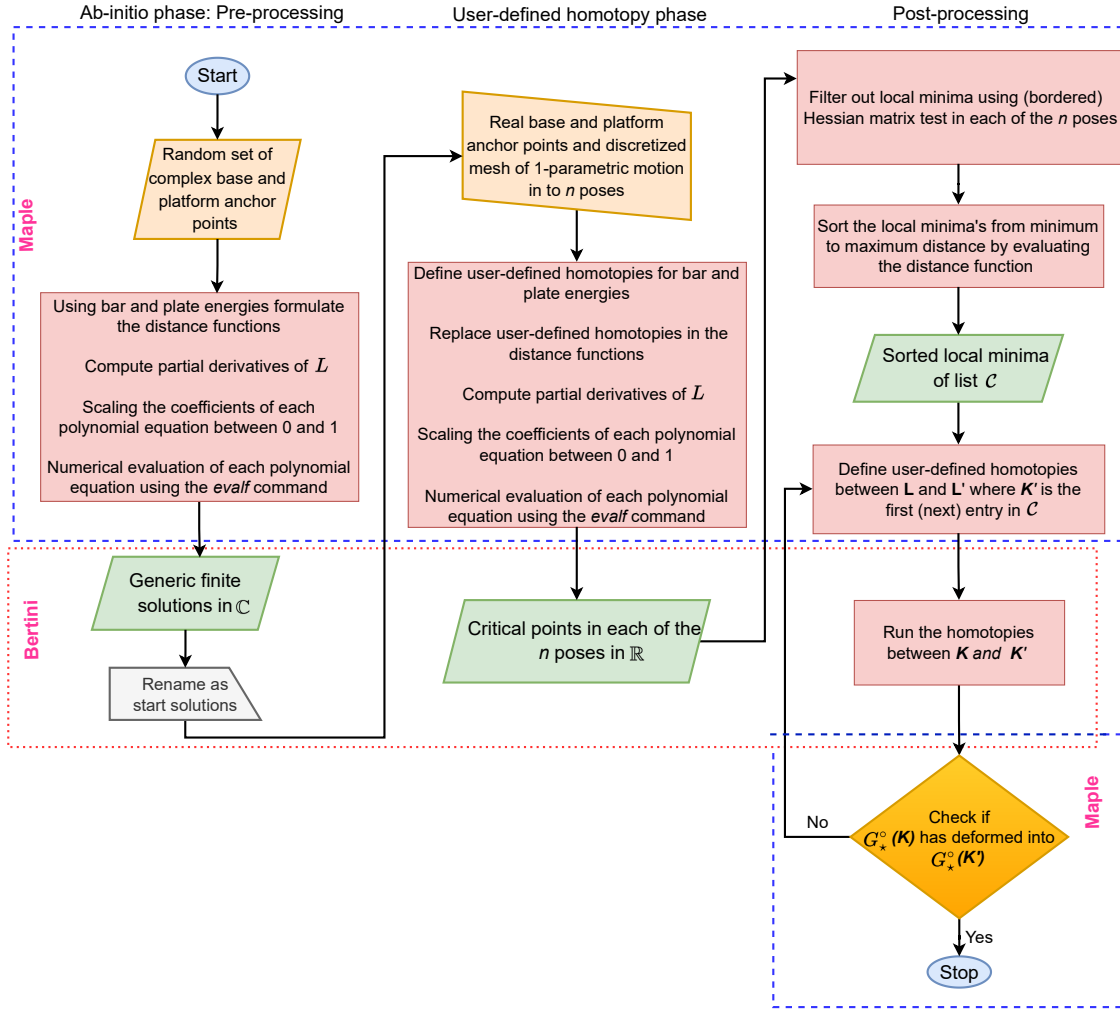 Ab-initio phase: Pre-processing
Start
Random set of
complex base and
platform anchor
points
Using bar and plate energies formulate
the distance functions
Compute partial derivatives of L
Scaling the coefficients of each
polynomial equation between 0 and 1
Numerical evaluation of each polynomial
equation using the evalf command
Maple
Generic finite
solutions in ℂ
Rename as
start solutions
Bertini
User-defined homotopy phase
Real base and platform
anchor points and discretized
mesh of 1-parametric motion
in to n poses
Define user-defined homotopies for bar and
plate energies
Replace user-defined homotopies in the
distance functions
Compute partial derivatives of L
Scaling the coefficients of each polynomial
equation between 0 and 1
Numerical evaluation of each polynomial
equation using the evalf command
Critical points in each of the
n poses in ℝ
Post-processing
Filter out local minima using (bordered)
Hessian matrix test in each of the n poses
Sort the local minima's from minimum
to maximum distance by evaluating
the distance function
Sorted local minima
of list 𝒞
Define user-defined homotopies
between L and L' where K' is the
first (next) entry in 𝒞
Run the homotopies
between K and K'
Check if
G⋆° (K) has deformed into
G⋆° (K')
No
Yes
Stop
Maple